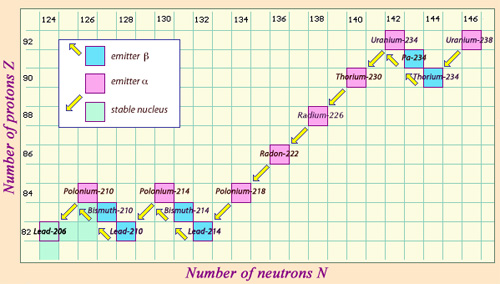 124 126 128 130 132 134 136 138 140 142 144 146
92
90
88
86
84
82
Number of protons Z
emitter β
emitter α
stable nucleus
Uranium-234 Uranium-238
Pa-234
Thorium-230 Thorium-234
Radium-226
Radon-222
Polonium-210 Polonium-214 Polonium-218
Bismuth-210 Bismuth-214
Lead-206 Lead-210 Lead-214
Number of neutrons N